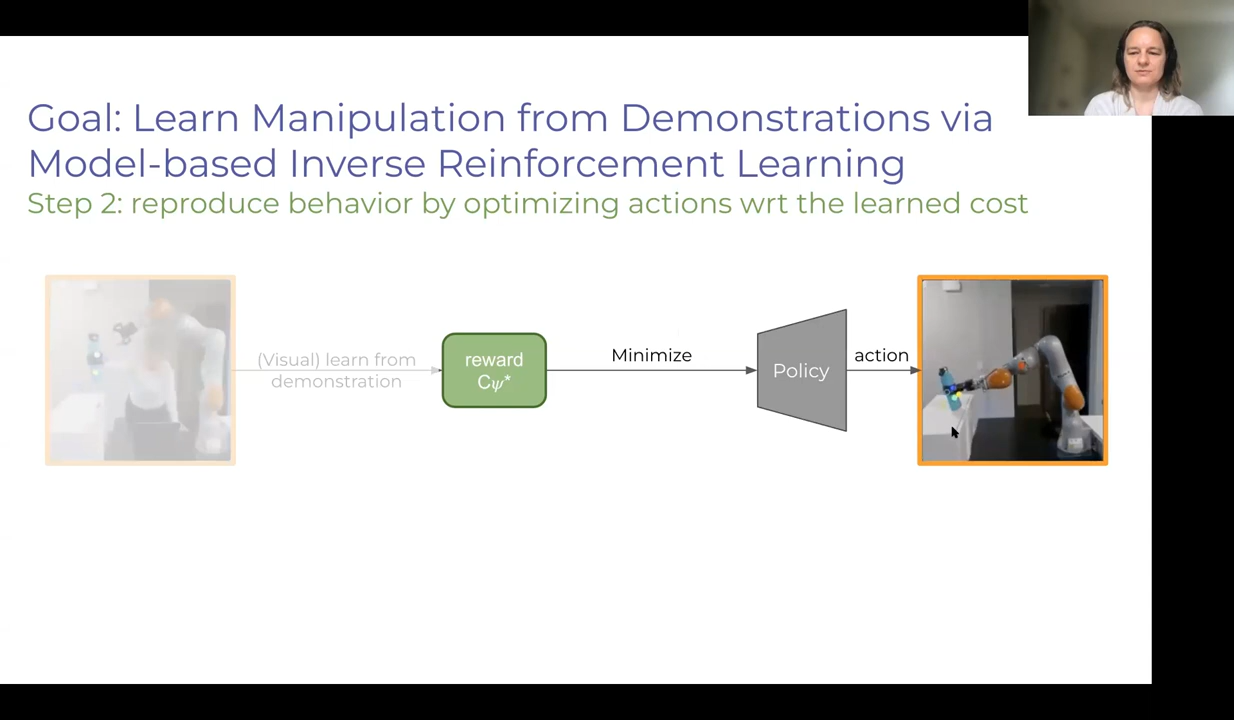 Goal: Learn Manipulation from Demonstrations via
Model-based Inverse Reinforcement Learning
Step 2: reproduce behavior by optimizing actions wrt the learned cost
(Visual) learn from
demonstration
reward
Cψ*
Minimize
Policy
action